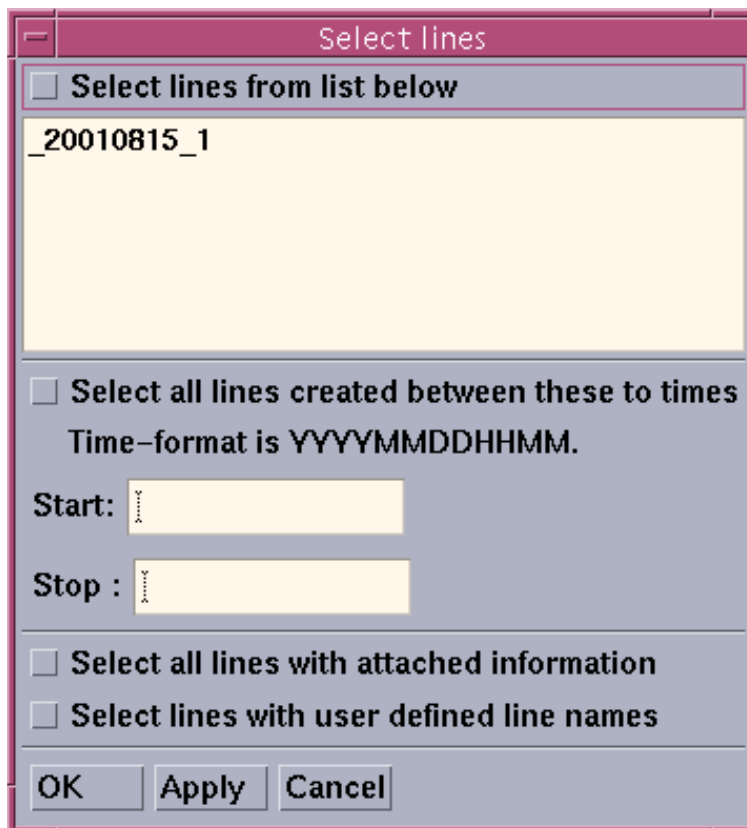 Select lines
Select lines from list below
_20010815_1
Select all lines created between these to times
Time-format is YYYYMMDDHHMM.
Start:
Stop :
Select all lines with attached information
Select lines with user defined line names
OK Apply Cancel